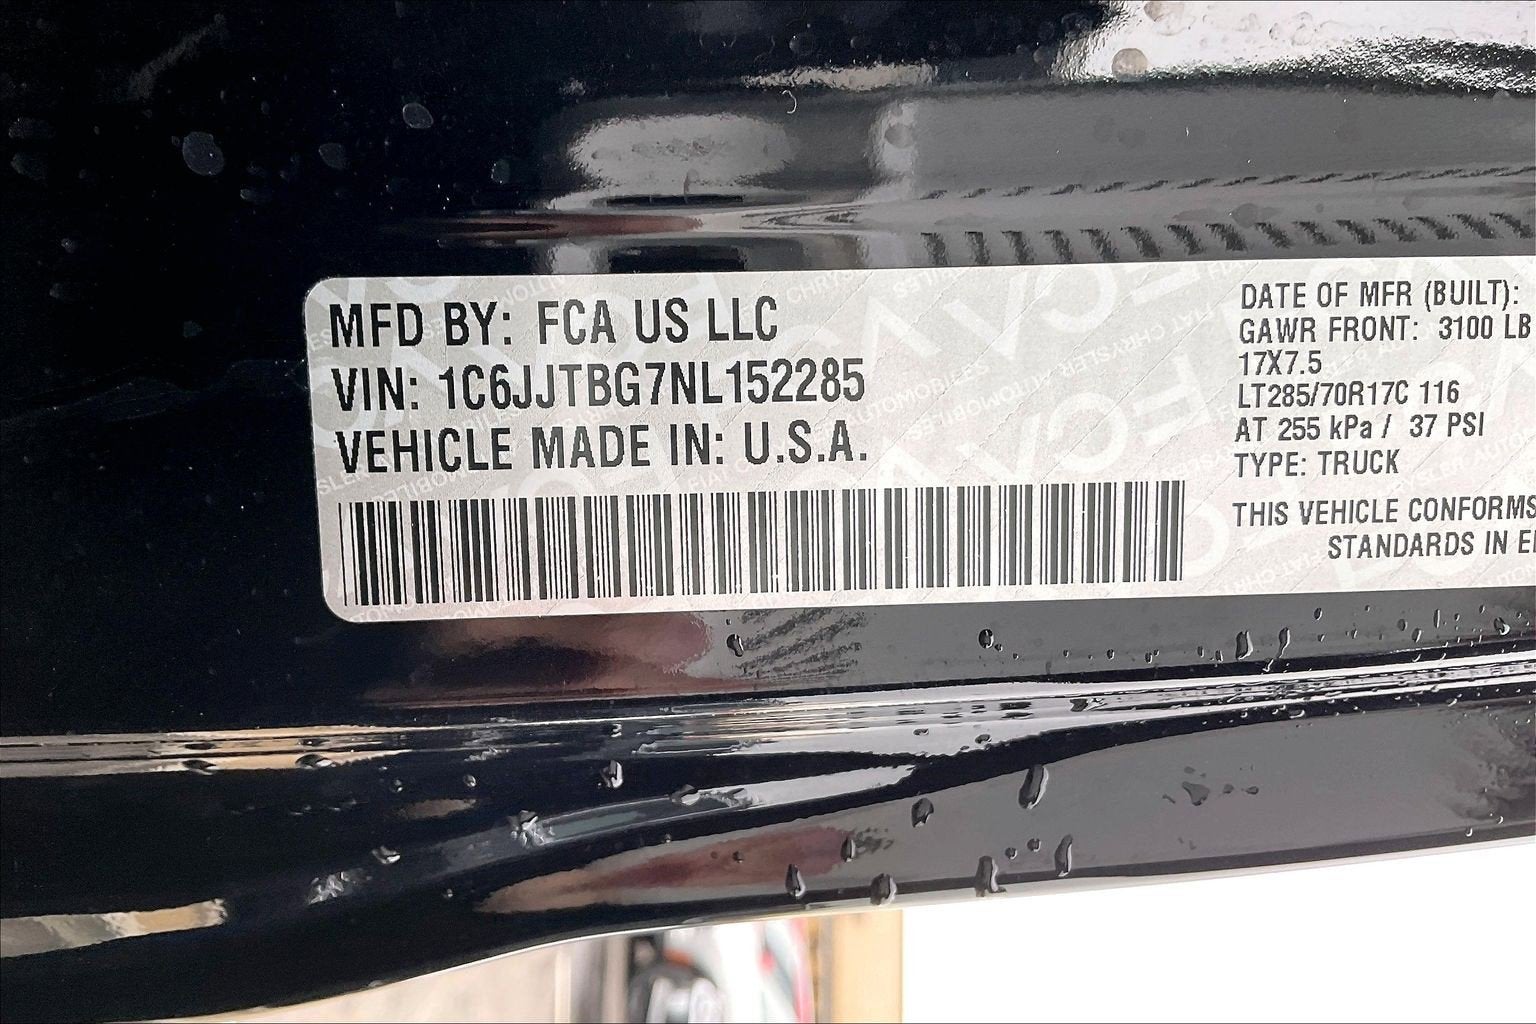 MFD BY: FCA US LLC
VIN: 1C6JJTBG7NL152285
VEHICLE MADE IN: U.S.A.
DATE OF MFR (BUILT):
GAWR FRONT: 3100 LB
17X7.5
LT285/70R17C 116
AT 255 kPa / 37 PSI
TYPE: TRUCK
THIS VEHICLE CONFORMS
STANDARDS IN